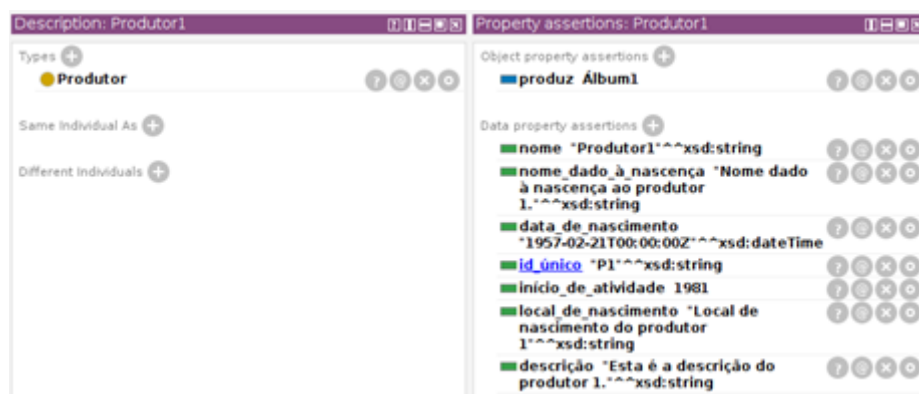 Description: Produtor1
Types
Produtor
Same Individual As
Different Individuals
Property assertions: Produtor1
Object property assertions
produz Álbum1
Data property assertions
nome "Produtor1"^^xsd:string
nome_dado_à_nascença "Nome dado
à nascença ao produtor
1."^^xsd:string
data_de_nascimento
"1957-02-21T00:00:00Z"^^xsd:dateTime
id_único "P1"^^xsd:string
início_de_atividade 1981
local_de_nascimento "Local de
nascimento do produtor
1"^^xsd:string
descrição "Esta é a descrição do
produtor 1."^^xsd:string